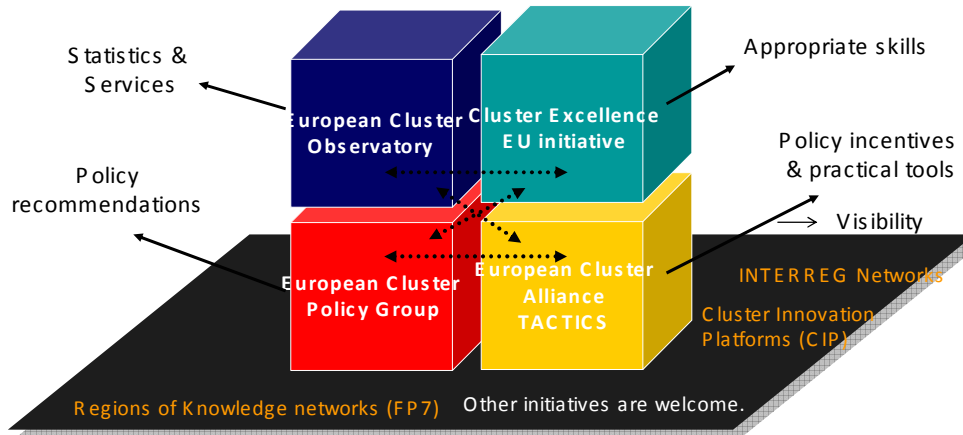 Statistics &
Services
Appropriate skills
European Cluster
Observatory
Cluster Excellence
EU initiative
Policy
recommendations
Policy incentives
& practical tools
→ Visibility
European Cluster
Policy Group
European Cluster
Alliance
TACTICS
INTERREG Networks
Cluster Innovation
Platforms (CIP)
Regions of Knowledge networks (FP7)
Other initiatives are welcome.